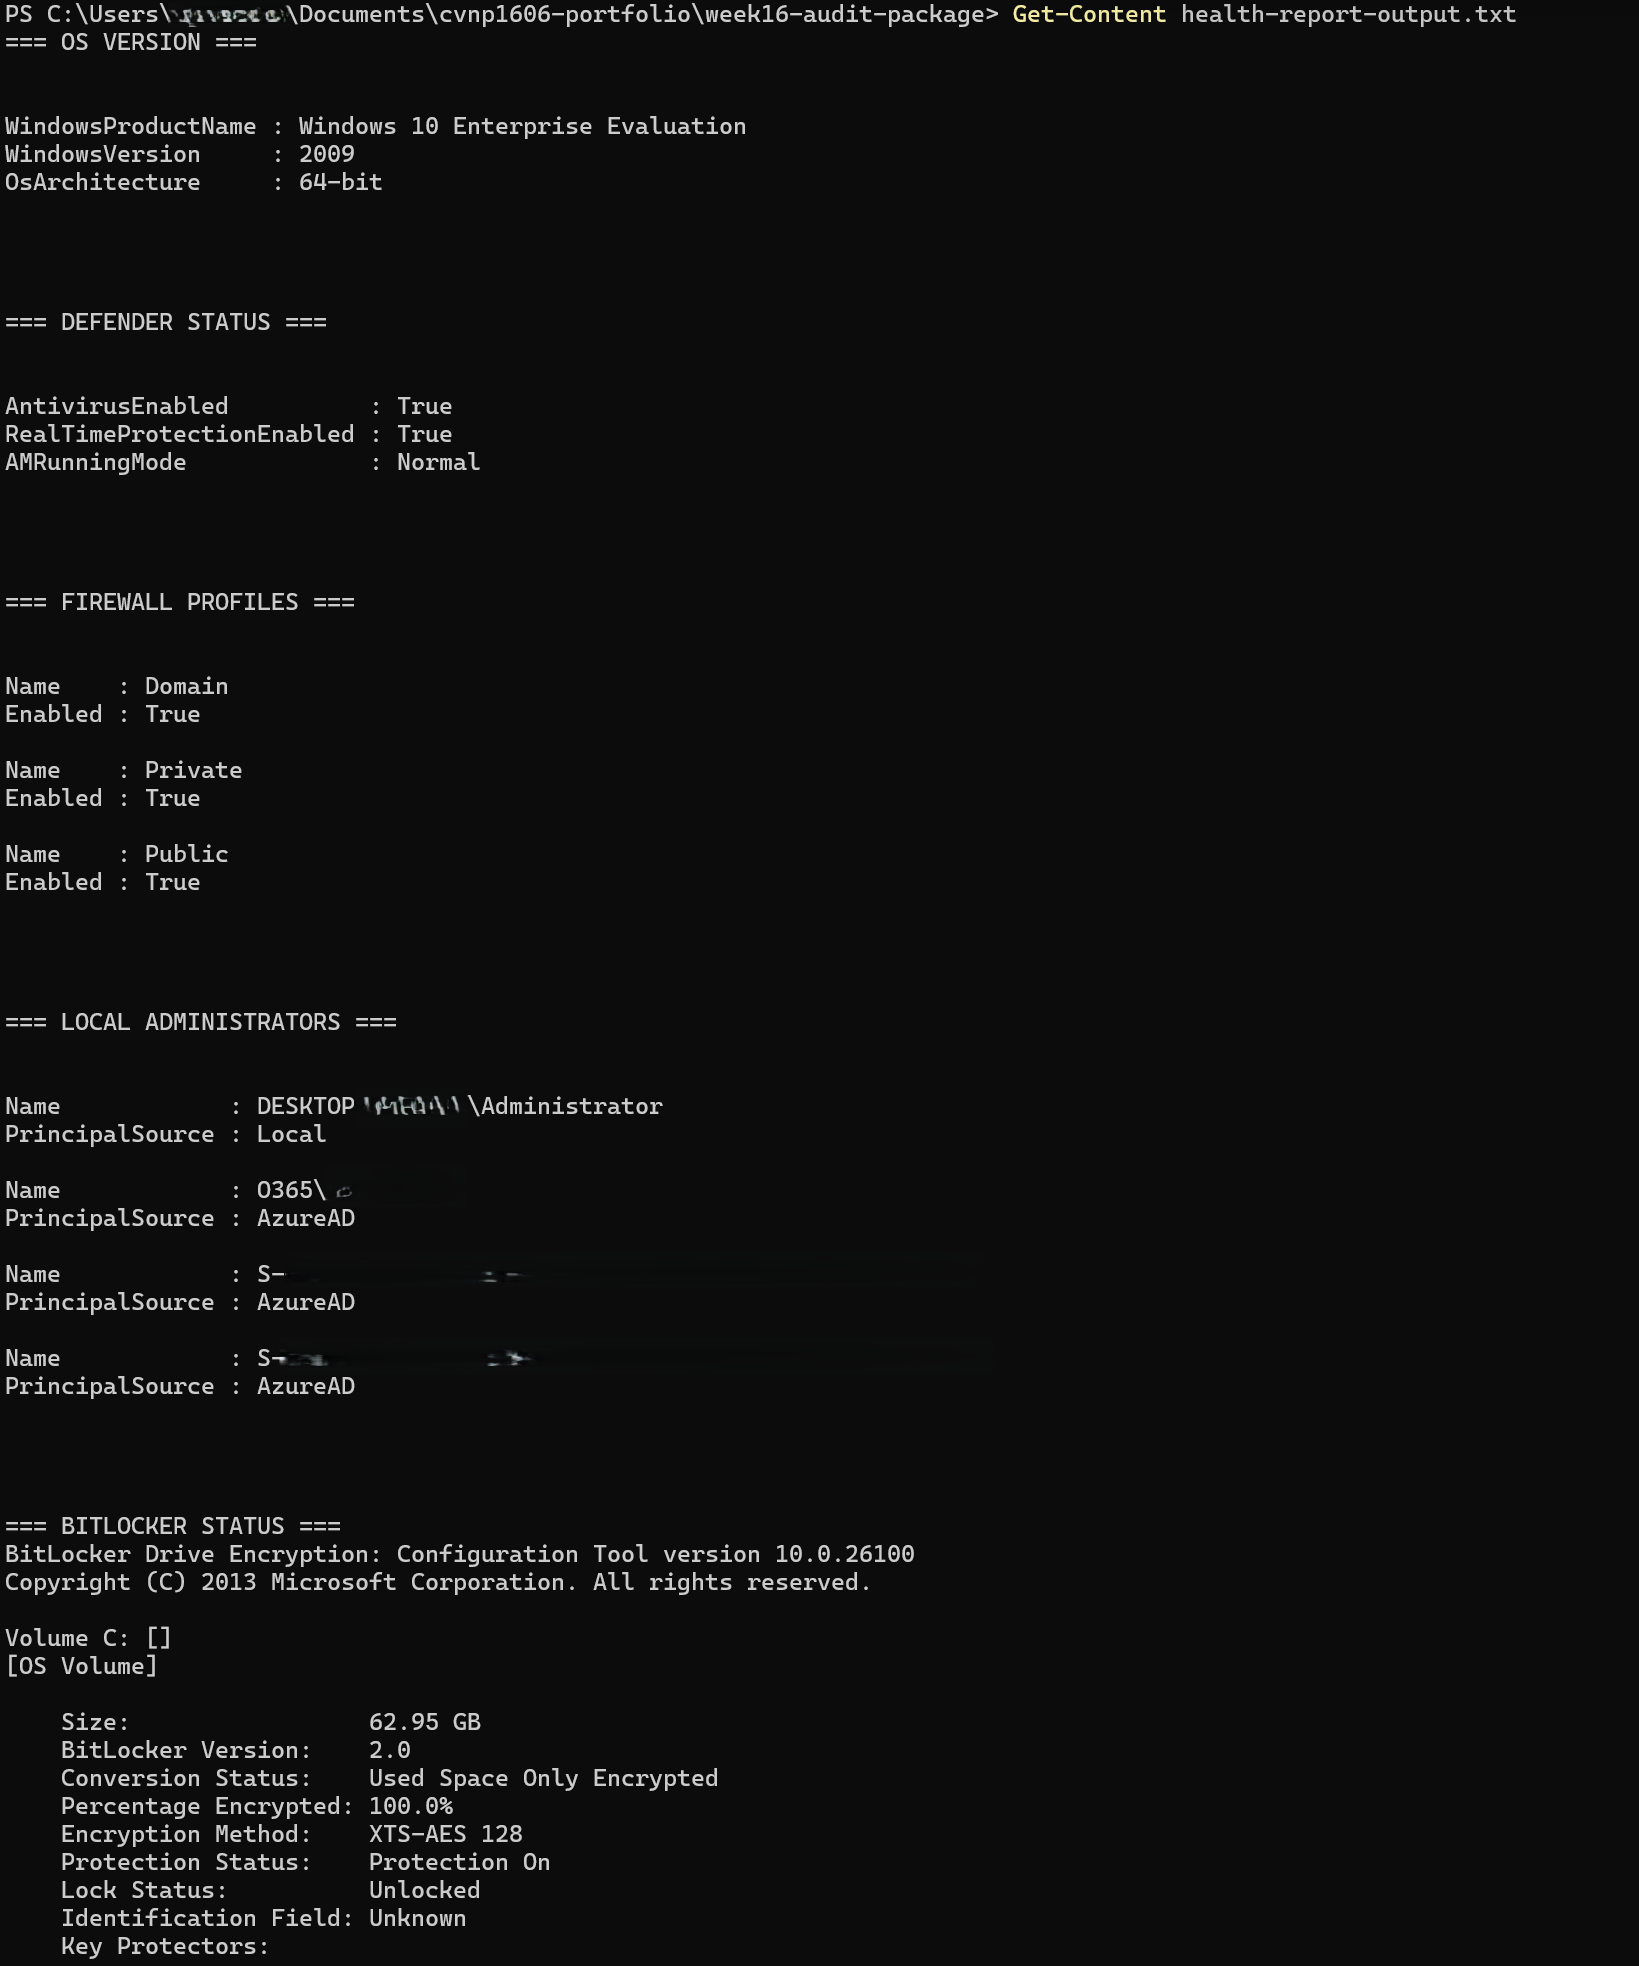 PS C:\Users\ \Documents\cvnp1606-portfolio\week16-audit-package> Get-Content health-report-output.txt
=== OS VERSION ===
WindowsProductName : Windows 10 Enterprise Evaluation
WindowsVersion     : 2009
OsArchitecture     : 64-bit
=== DEFENDER STATUS ===
AntivirusEnabled          : True
RealTimeProtectionEnabled : True
AMRunningMode             : Normal
=== FIREWALL PROFILES ===
Name    : Domain
Enabled : True
Name    : Private
Enabled : True
Name    : Public
Enabled : True
=== LOCAL ADMINISTRATORS ===
Name            : DESKTOP \Administrator
PrincipalSource : Local
Name            : O365\
PrincipalSource : AzureAD
Name            : S-
PrincipalSource : AzureAD
Name            : S-
PrincipalSource : AzureAD
=== BITLOCKER STATUS ===
BitLocker Drive Encryption: Configuration Tool version 10.0.26100
Copyright (C) 2013 Microsoft Corporation. All rights reserved.
Volume C: []
[OS Volume]
    Size:                 62.95 GB
    BitLocker Version:    2.0
    Conversion Status:    Used Space Only Encrypted
    Percentage Encrypted: 100.0%
    Encryption Method:    XTS-AES 128
    Protection Status:    Protection On
    Lock Status:          Unlocked
    Identification Field: Unknown
    Key Protectors: